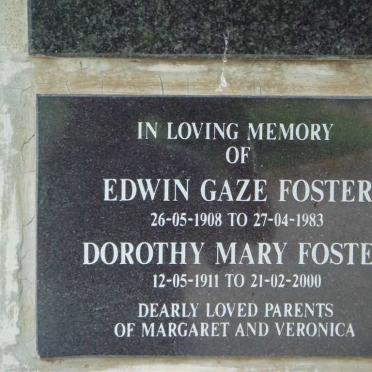 IN LOVING MEMORY
OF
EDWIN GAZE FOSTER
26-05-1908 TO 27-04-1983
DOROTHY MARY FOSTE
12-05-1911 TO 21-02-2000
DEARLY LOVED PARENTS
OF MARGARET AND VERONICA